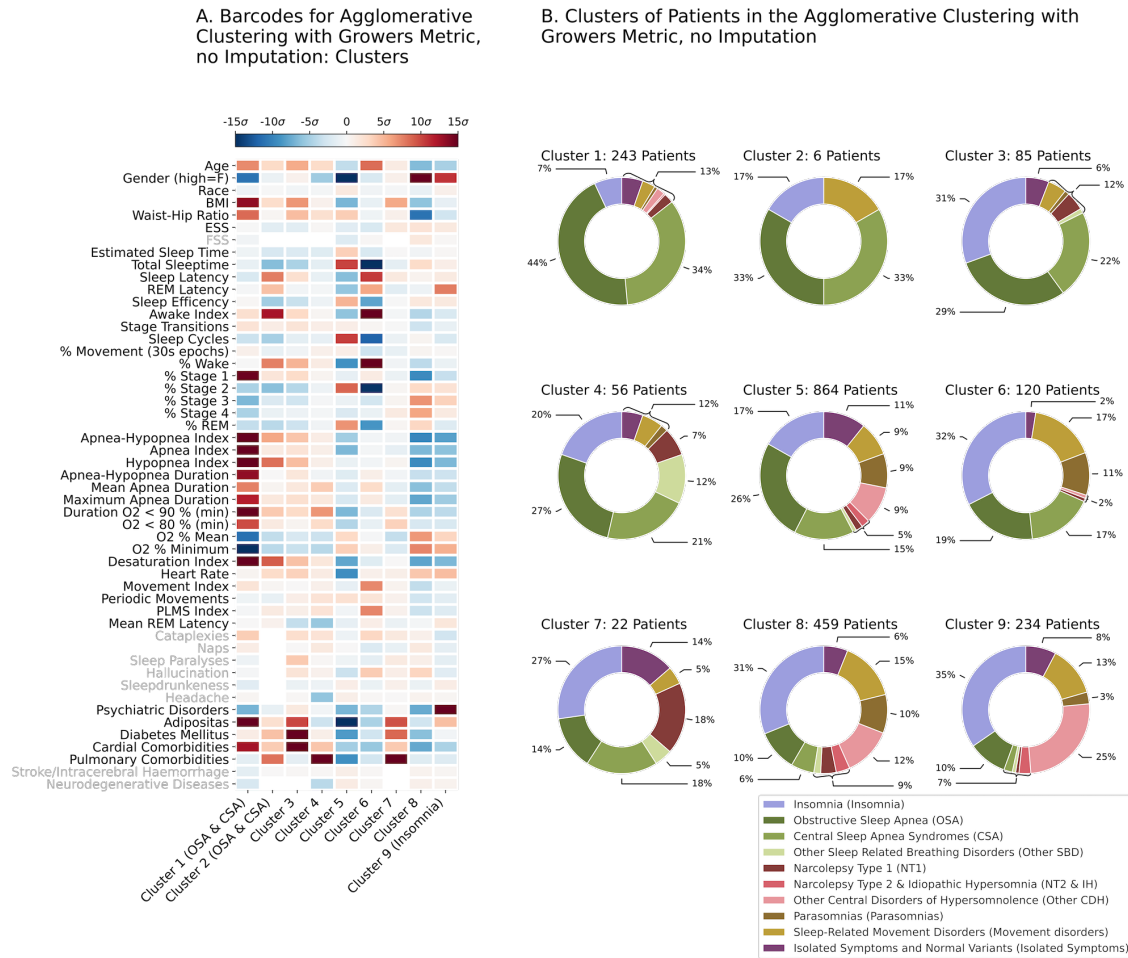 A. Barcodes for Agglomerative
Clustering with Growers Metric,
no Imputation: Clusters
-15σ -10σ -5σ 0 5σ 10σ 15σ
Age
Gender (high=F)
Race
BMI
Waist-Hip Ratio
ESS
FSS
Estimated Sleep Time
Total Sleeptime
Sleep Latency
REM Latency
Sleep Efficency
Awake Index
Stage Transitions
Sleep Cycles
% Movement (30s epochs)
% Wake
% Stage 1
% Stage 2
% Stage 3
% Stage 4
% REM
Apnea-Hypopnea Index
Apnea Index
Hypopnea Index
Apnea-Hypopnea Duration
Mean Apnea Duration
Maximum Apnea Duration
Duration O2 < 90 % (min)
O2 < 80 % (min)
O2 % Mean
O2 % Minimum
Desaturation Index
Heart Rate
Movement Index
Periodic Movements
PLMS Index
Mean REM Latency
Cataplexies
Naps
Sleep Paralyses
Hallucination
Sleepdrunkeness
Headache
Psychiatric Disorders
Adipositas
Diabetes Mellitus
Cardial Comorbidities
Pulmonary Comorbidities
Stroke/Intracerebral Haemorrhage
Neurodegenerative Diseases
Cluster 1 (OSA & CSA)
Cluster 2 (OSA & CSA)
Cluster 3
Cluster 4
Cluster 5
Cluster 6
Cluster 7
Cluster 8
Cluster 9 (Insomnia)
B. Clusters of Patients in the Agglomerative Clustering with
Growers Metric, no Imputation
Cluster 1: 243 Patients
7%
13%
44%
34%
Cluster 2: 6 Patients
17%
17%
33%
33%
Cluster 3: 85 Patients
6%
31%
12%
22%
29%
Cluster 4: 56 Patients
20%
12%
7%
12%
27%
21%
Cluster 5: 864 Patients
17%
11%
9%
9%
26%
9%
5%
15%
Cluster 6: 120 Patients
2%
32%
17%
11%
2%
19%
17%
Cluster 7: 22 Patients
14%
27%
5%
18%
14%
5%
18%
Cluster 8: 459 Patients
6%
31%
15%
10%
10%
12%
6%
9%
Cluster 9: 234 Patients
8%
35%
13%
3%
10%
25%
7%
Insomnia (Insomnia)
Obstructive Sleep Apnea (OSA)
Central Sleep Apnea Syndromes (CSA)
Other Sleep Related Breathing Disorders (Other SBD)
Narcolepsy Type 1 (NT1)
Narcolepsy Type 2 & Idiopathic Hypersomnia (NT2 & IH)
Other Central Disorders of Hypersomnolence (Other CDH)
Parasomnias (Parasomnias)
Sleep-Related Movement Disorders (Movement disorders)
Isolated Symptoms and Normal Variants (Isolated Symptoms)